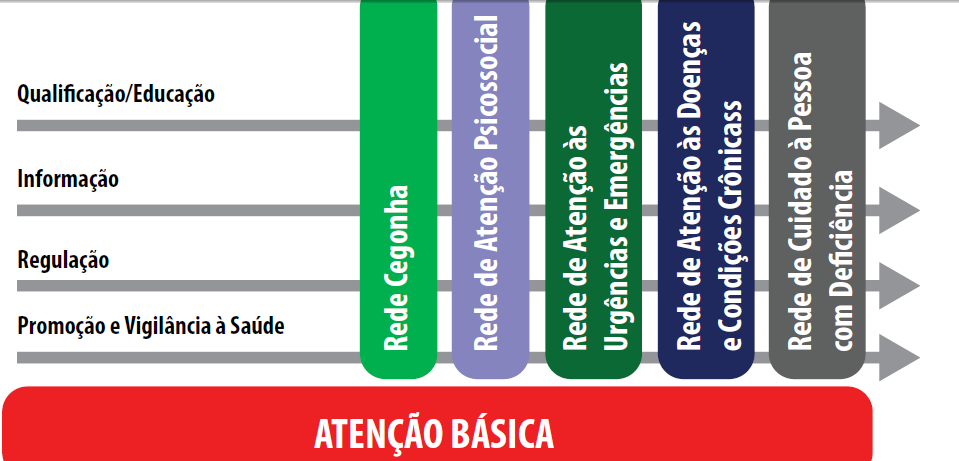 Qualificação/Educação
Informação
Regulação
Promoção e Vigilância à Saúde
Rede Cegonha
Rede de Atenção Psicossocial
Rede de Atenção às
Urgências e Emergências
Rede de Atenção às Doenças
e Condições Crônicass
Rede de Cuidado à Pessoa
com Deficiência
ATENÇÃO BÁSICA